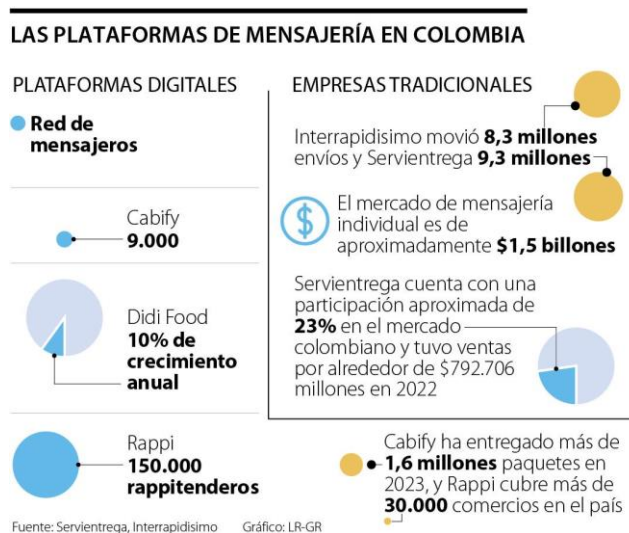 LAS PLATAFORMAS DE MENSAJERÍA EN COLOMBIA
PLATAFORMAS DIGITALES
Red de
mensajeros
Cabify
9.000
Didi Food
10% de
crecimiento
anual
Rappi
150.000
rappitenderos
EMPRESAS TRADICIONALES
Interrapidisimo movió 8,3 millones
envíos y Servientrega 9,3 millones
$
El mercado de mensajería
individual es de
aproximadamente $1,5 billones
Servientrega cuenta con una
participación aproximada de
23% en el mercado
colombiano y tuvo ventas
por alrededor de $792.706
millones en 2022
Cabify ha entregado más de
1,6 millones paquetes en
2023, y Rappi cubre más de
30.000 comercios en el país
Fuente: Servientrega, Interrapidisimo Gráfico: LR-GR